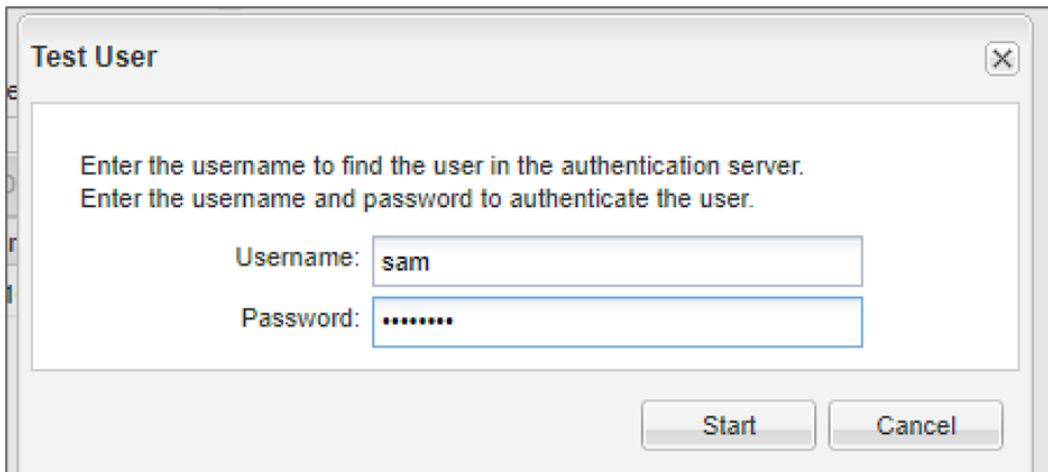 Test User
Enter the username to find the user in the authentication server.
Enter the username and password to authenticate the user.
Username: sam
Password: ••••••••
Start Cancel